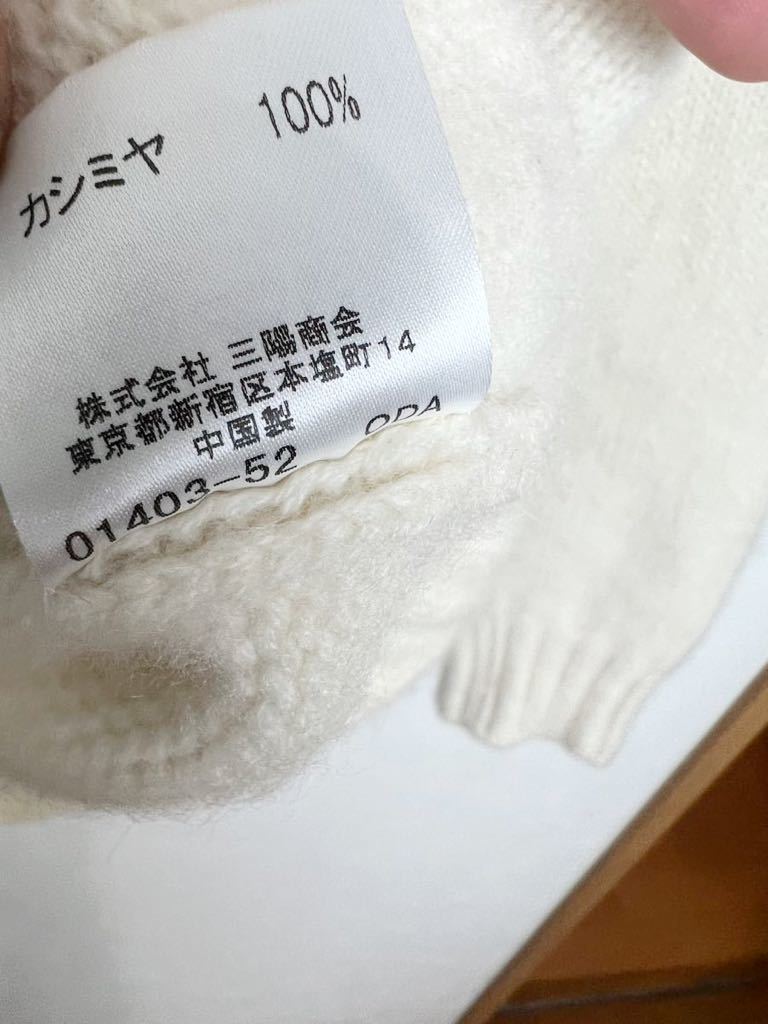 カシミヤ 100%
株式会社 三陽商会
東京都新宿区本塩町14
中国製 ODA
01403-52